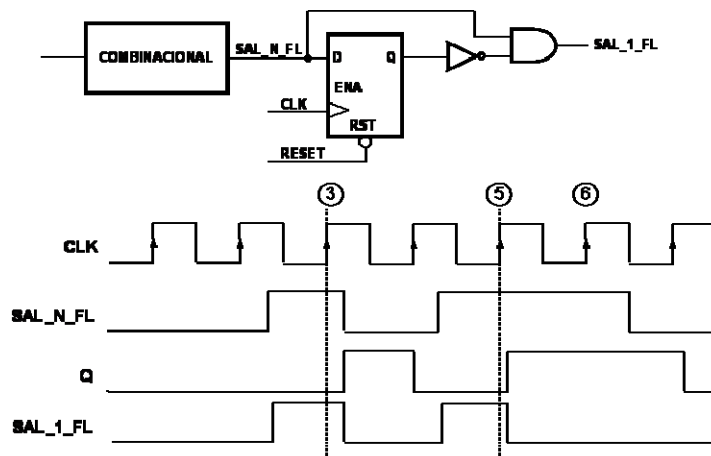 COMBINACIONAL
SAL_N_FL
D
Q
ENA
CLK
RST
RESET
SAL_1_FL
3
5
6
CLK
SAL_N_FL
Q
SAL_1_FL